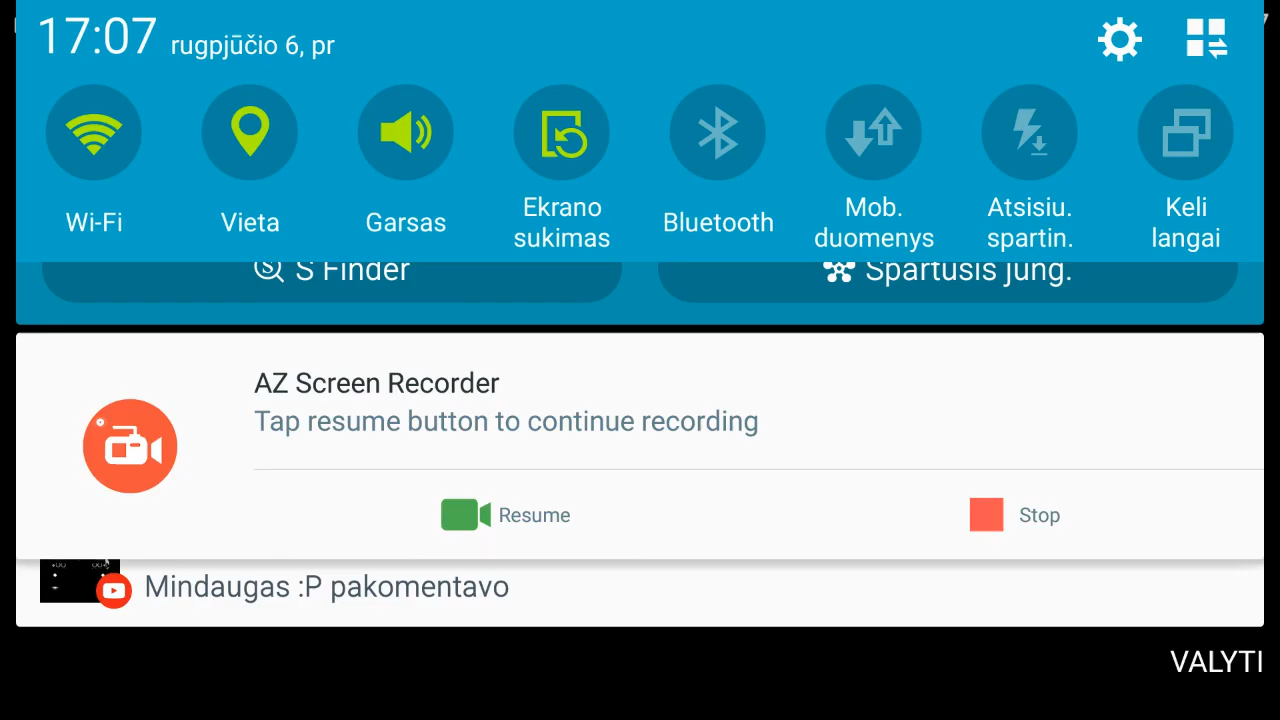 17:07 rugpjūčio 6, pr
Wi-Fi
Vieta
Garsas
Ekrano
sukimas
Bluetooth
Mob.
duomenys
Atsisiu.
spartin.
Keli
langai
S Finder
Spartusis jung.
AZ Screen Recorder
Tap resume button to continue recording
Resume
Stop
Mindaugas :P pakomentavo
VALYTI